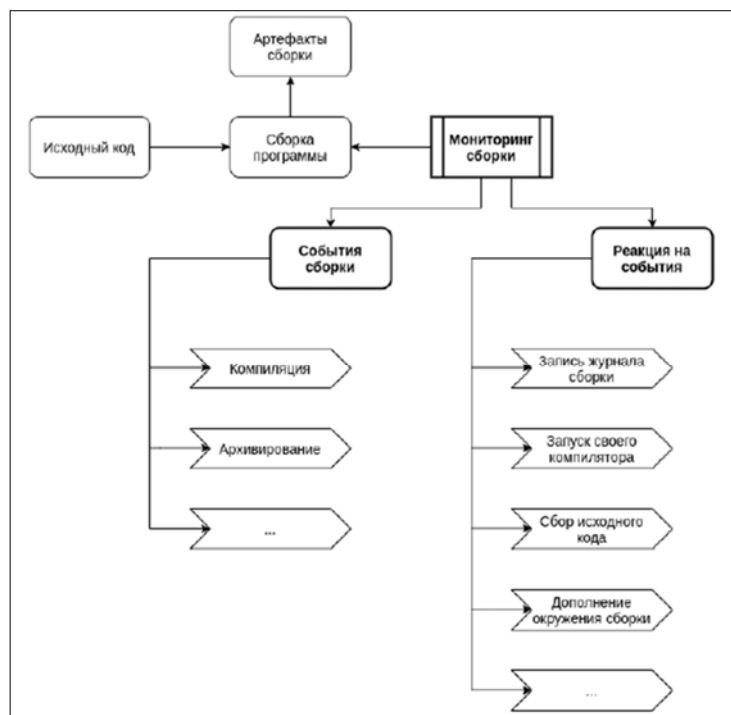 Артефакты
сборки
Исходный код
Сборка
программы
Мониторинг
сборки
События
сборки
Реакция на
события
Компиляция
Архивирование
...
Запись журнала
сборки
Запуск своего
компилятора
Сбор исходного
кода
Дополнение
окружения сборки
...